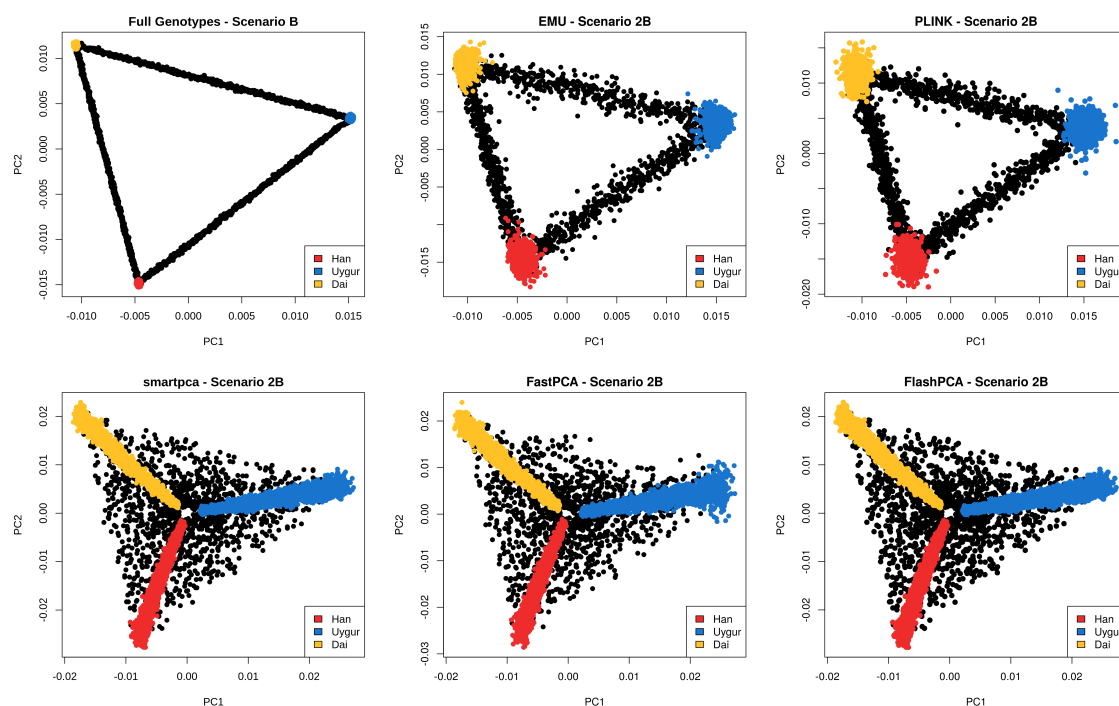 Full Genotypes - Scenario B
PC2
0.010
0.005
0.000
-0.005
-0.010
-0.015
-0.010
-0.005
0.000
0.005
0.010
0.015
PC1
Han
Uygur
Dai
EMU - Scenario 2B
PC2
0.015
0.010
0.005
-0.005
-0.015
-0.010
-0.005
0.000
0.005
0.010
0.015
PC1
Han
Uygur
Dai
PLINK - Scenario 2B
PC2
0.010
0.000
-0.010
-0.020
-0.010
-0.005
0.000
0.005
0.010
0.015
PC1
Han
Uygu
Dai
smartpca - Scenario 2B
PC2
0.02
0.01
0.00
-0.01
-0.02
-0.02
-0.01
0.00
0.01
0.02
PC1
Han
Uygur
Dai
FastPCA - Scenario 2B
PC2
0.02
0.01
0.00
-0.01
-0.02
-0.03
-0.02
-0.01
0.00
0.01
0.02
PC1
Han
Uygur
Dai
FlashPCA - Scenario 2B
PC2
0.02
0.01
0.00
-0.01
-0.02
-0.02
-0.01
0.00
0.01
0.02
PC1
Han
Uygu
Dai